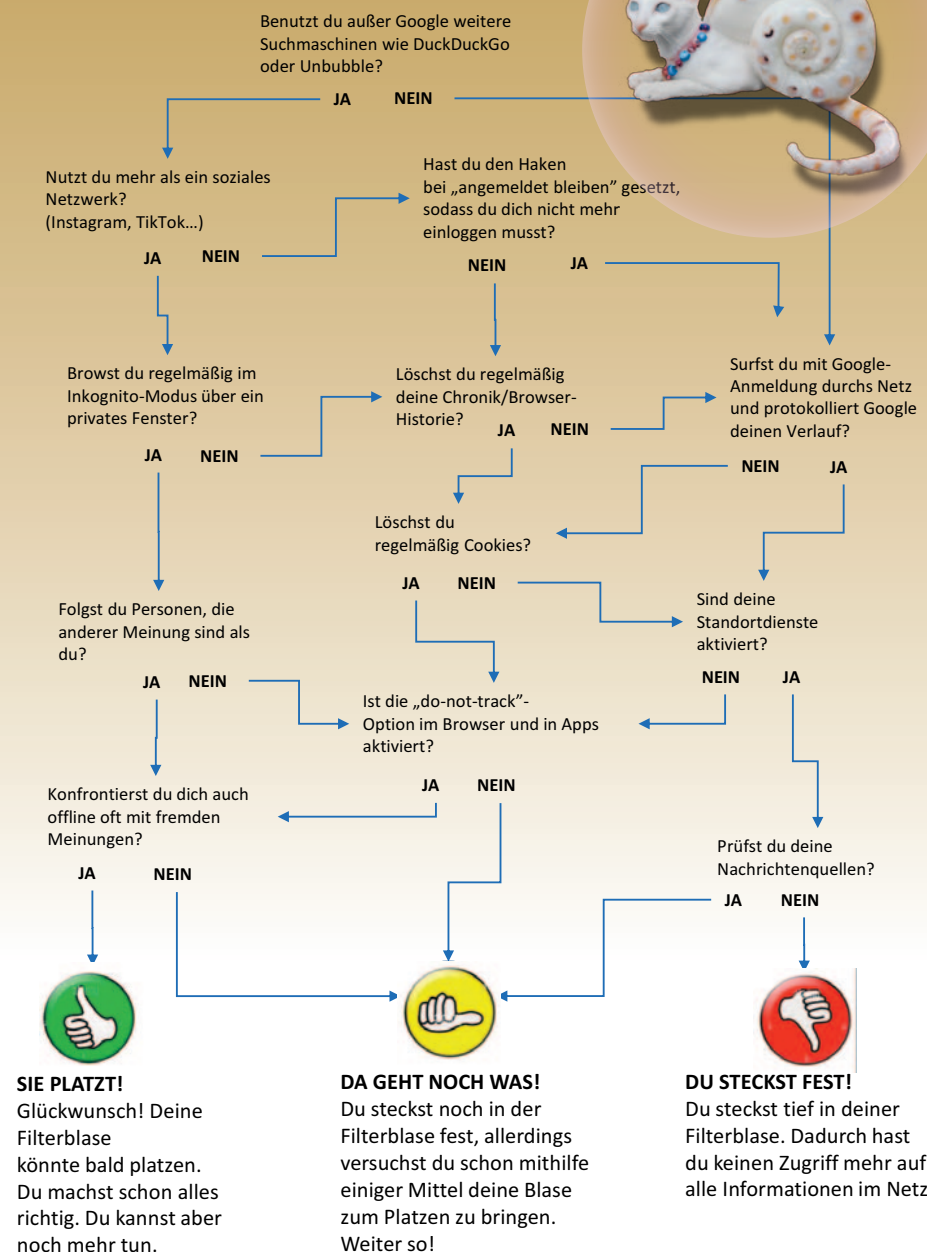 Benutzt du außer Google weitere
Suchmaschinen wie DuckDuckGo
oder Unbubble?
JA NEIN
Nutzt du mehr als ein soziales
Netzwerk?
(Instagram, TikTok…)
JA NEIN
Hast du den Haken
bei „angemeldet bleiben” gesetzt,
sodass du dich nicht mehr
einloggen musst?
NEIN JA
Browst du regelmäßig im
Inkognito-Modus über ein
privates Fenster?
JA NEIN
Löschst du regelmäßig
deine Chronik/Browser-
Historie?
JA NEIN
Surfst du mit Google-
Anmeldung durchs Netz
und protokolliert Google
deinen Verlauf?
NEIN JA
Löschst du
regelmäßig Cookies?
JA NEIN
Folgst du Personen, die
anderer Meinung sind als
du?
JA NEIN
Sind deine
Standortdienste
aktiviert?
NEIN JA
Ist die „do-not-track”-
Option im Browser und in Apps
aktiviert?
JA NEIN
Konfrontierst du dich auch
offline oft mit fremden
Meinungen?
JA NEIN
Prüfst du deine
Nachrichtenquellen?
JA NEIN
SIE PLATZT!
Glückwunsch! Deine
Filterblase
könnte bald platzen.
Du machst schon alles
richtig. Du kannst aber
noch mehr tun.
DA GEHT NOCH WAS!
Du steckst noch in der
Filterblase fest, allerdings
versuchst du schon mithilfe
einiger Mittel deine Blase
zum Platzen zu bringen.
Weiter so!
DU STECKST FEST!
Du steckst tief in deiner
Filterblase. Dadurch hast
du keinen Zugriff mehr auf
alle Informationen im Netz